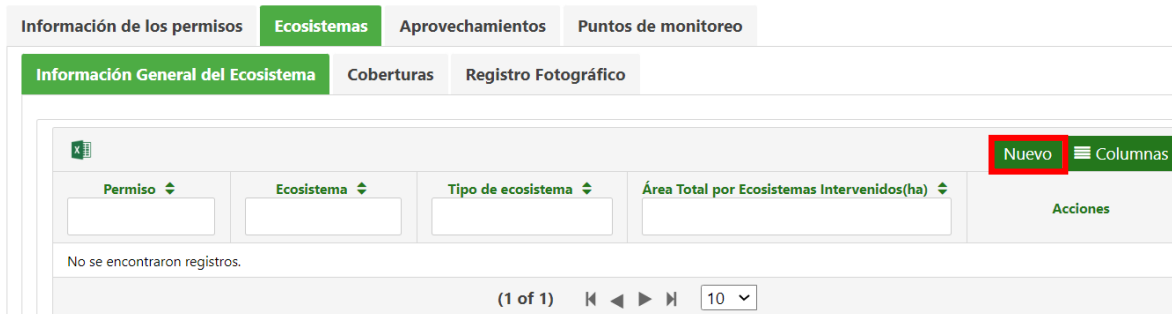 Información de los permisos Ecosistemas Aprovechamientos Puntos de monitoreo
Información General del Ecosistema Coberturas Registro Fotográfico
Nuevo Columnas
Permiso Ecosistema Tipo de ecosistema Área Total por Ecosistemas Intervenidos(ha) Acciones
No se encontraron registros.
(1 of 1) 10